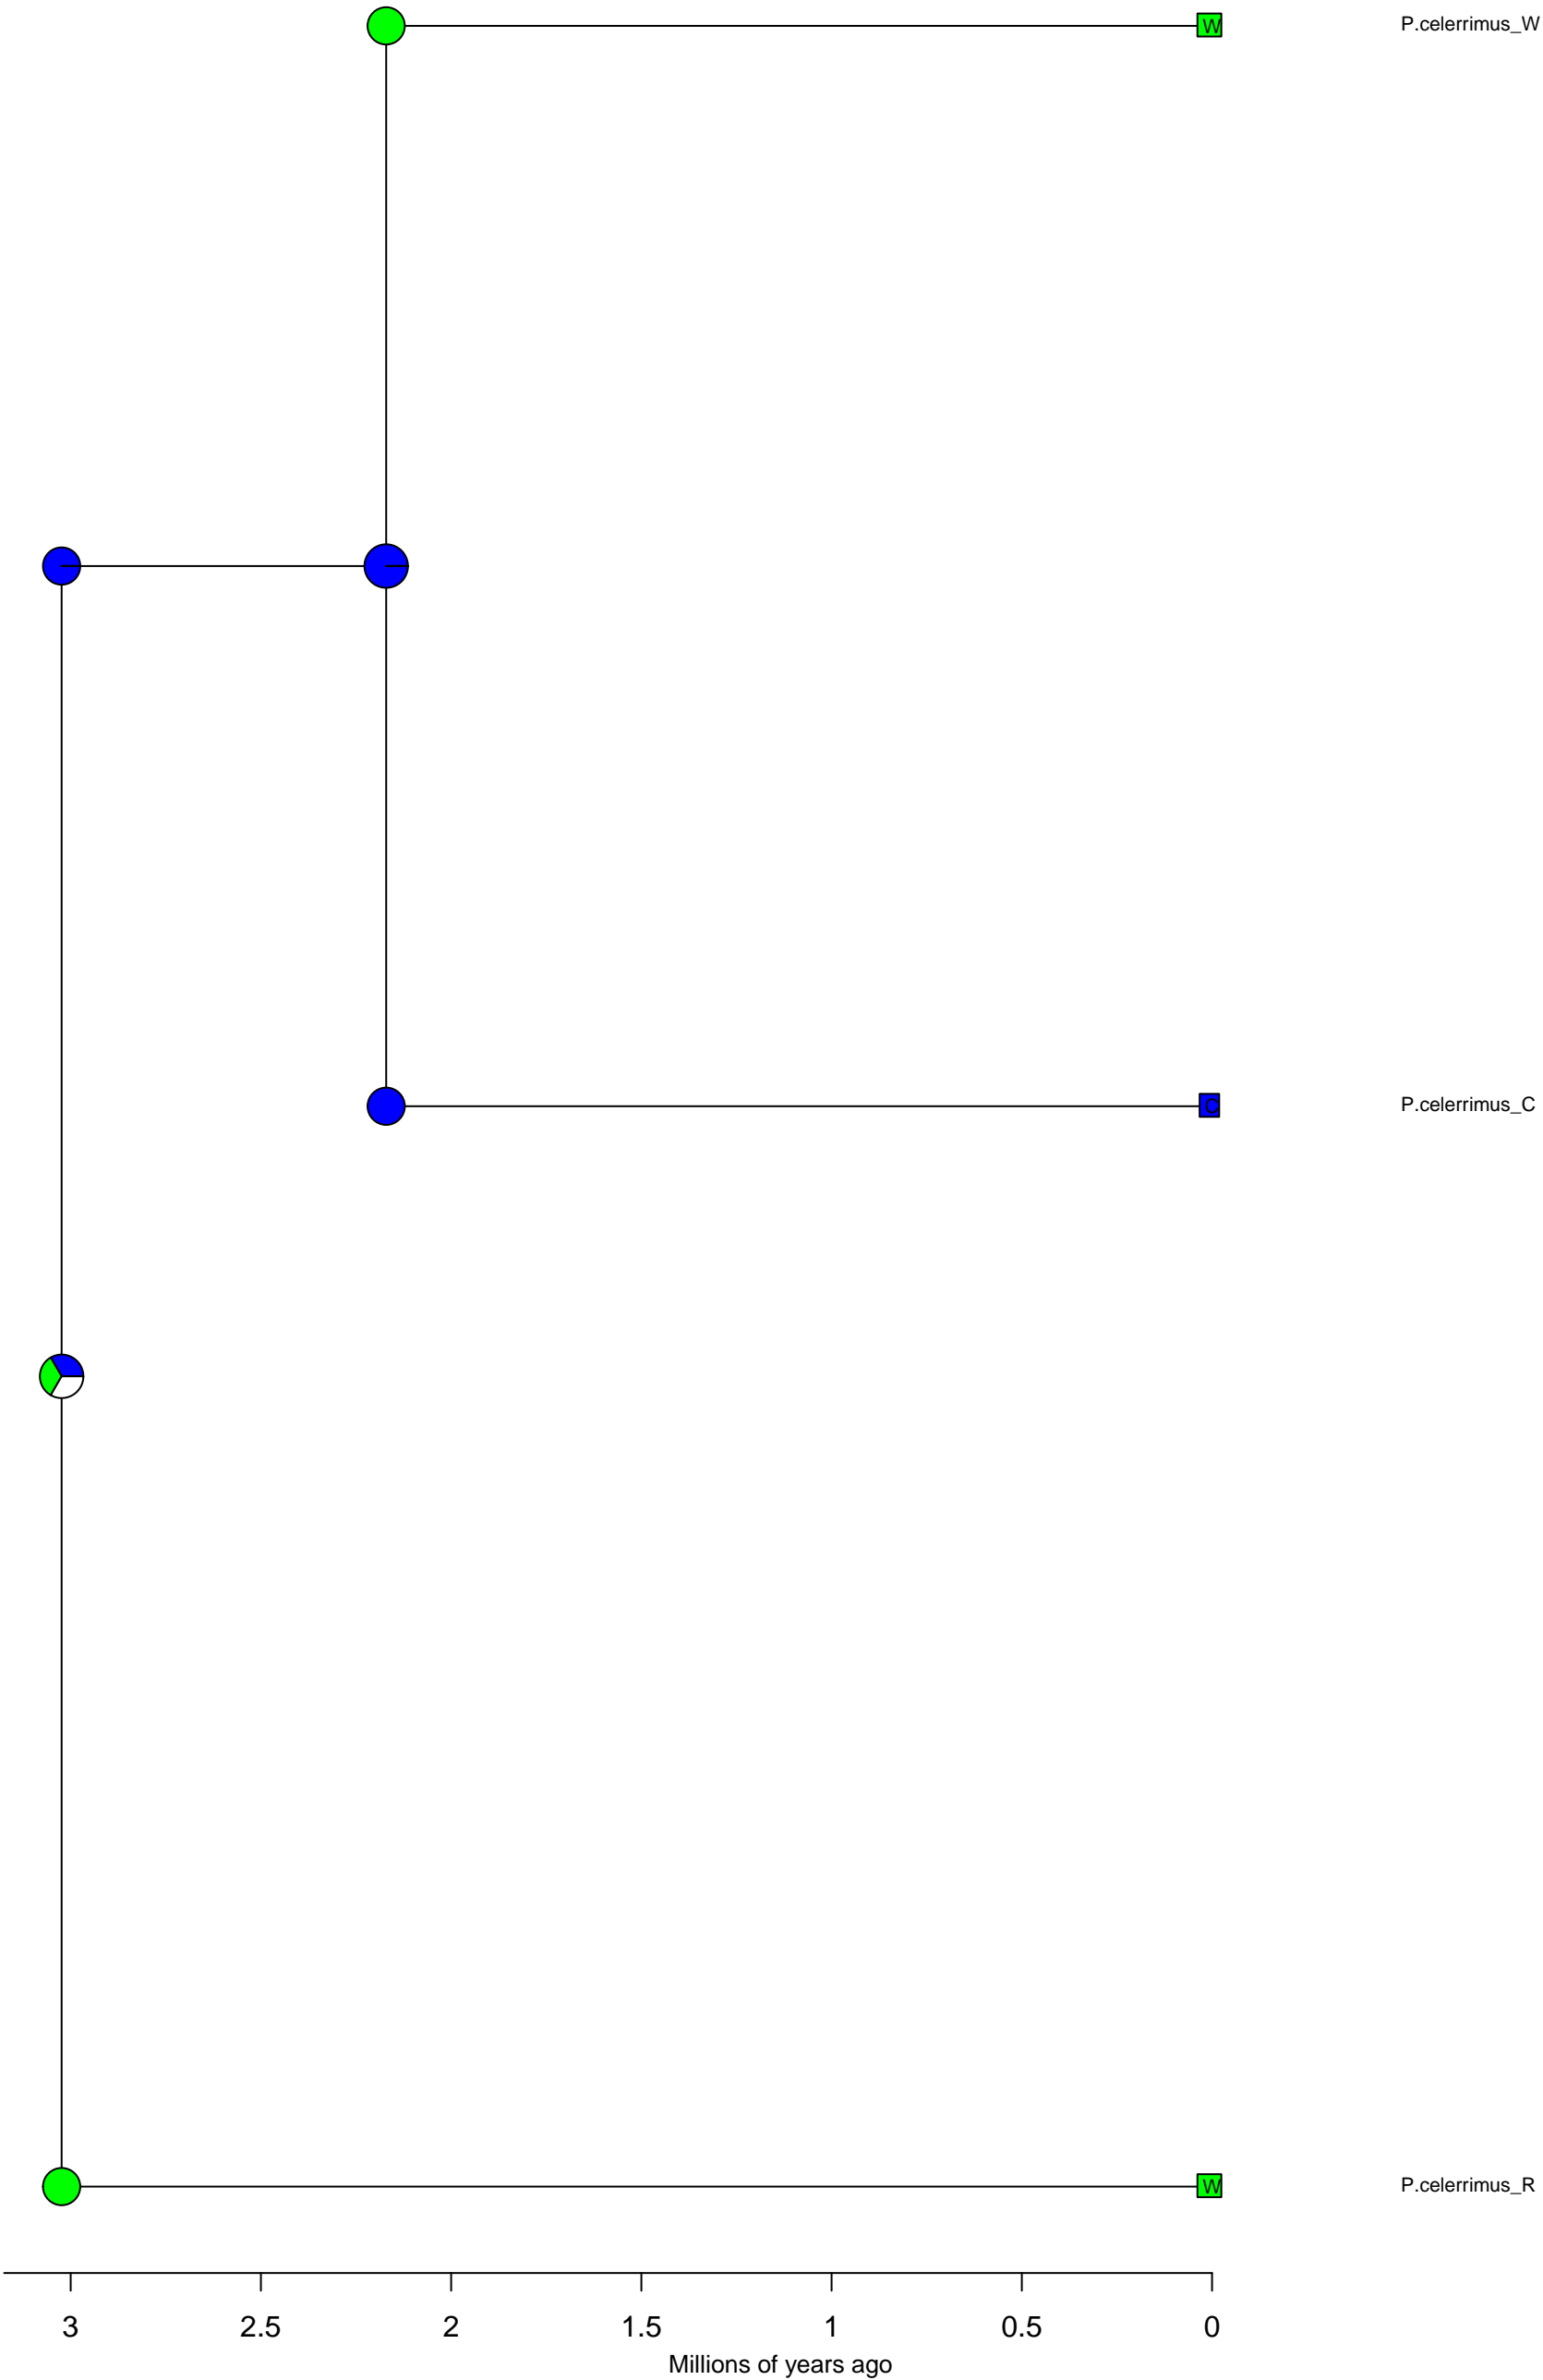 W P.celerrimus_W
C P.celerrimus_C
W P.celerrimus_R
3 2.5 2 1.5 1 0.5 0
Millions of years ago